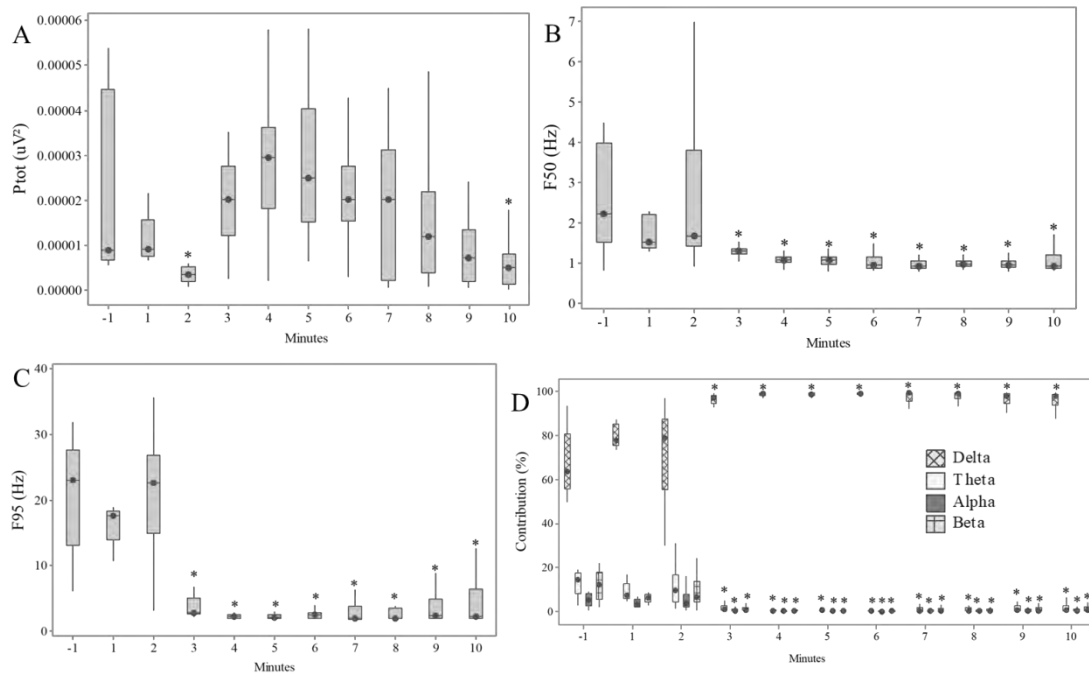 A
Ptot (uV²)
0.00006
0.00005
0.00004
0.00003
0.00002
0.00001
0.00000
* *
-1 1 2 3 4 5 6 7 8 9 10
Minutes
B
F50 (Hz)
7
6
5
4
3
2
1
0
* * * * * * * *
-1 1 2 3 4 5 6 7 8 9 10
Minutes
C
F95 (Hz)
40
30
20
10
0
* * * * * * * *
-1 1 2 3 4 5 6 7 8 9 10
Minutes
D
Contribution (%)
100
80
60
40
20
0
* * * * * * * *
Delta
Theta
Alpha
Beta
* * * * * * * * * * * * * * * * * * * * * * * *
-1 1 2 3 4 5 6 7 8 9 10
Minutes